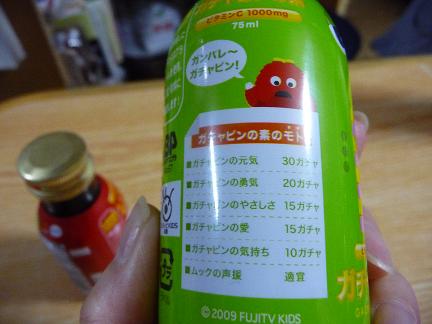 ビタミンC 1000mg
75ml
ガンバレ〜
ガチャピン!
ガチャピンの素のモト
■ガチャピンの元気 30ガチャ
■ガチャピンの勇気 20ガチャ
■ガチャピンのやさしさ 15ガチャ
■ガチャピンの愛 15ガチャ
■ガチャピンの気持ち 10ガチャ
■ムックの声援 適宜
©2009 FUJITV KIDS